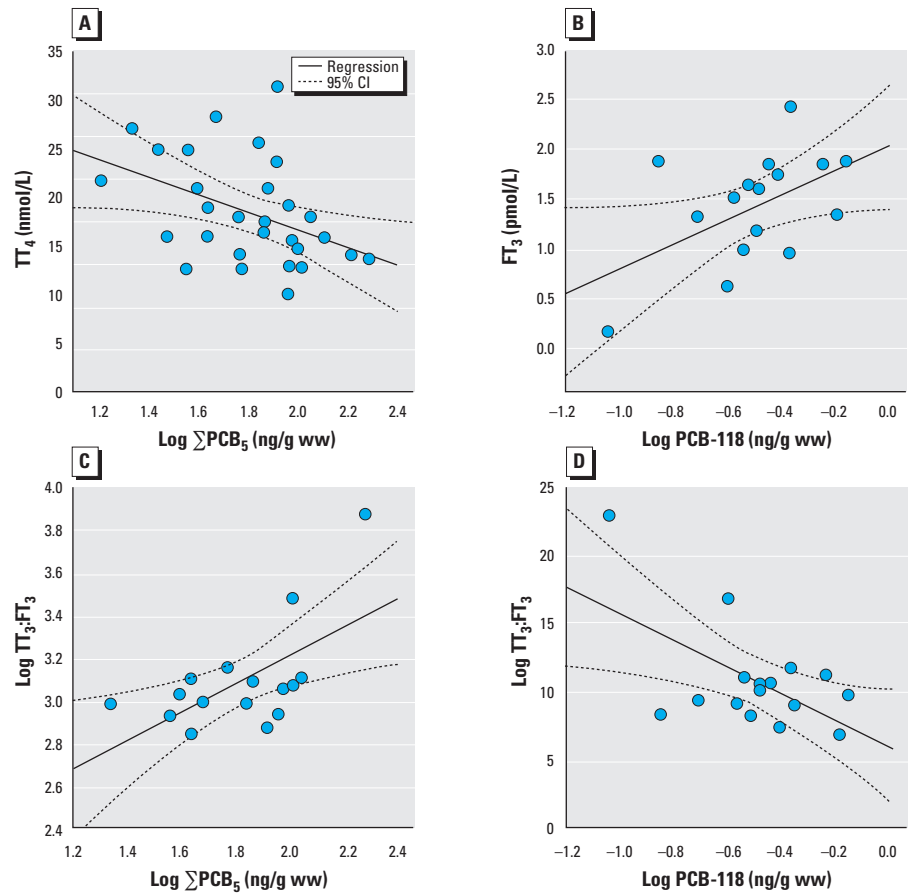 A
35
30
25
20
15
10
5
0
TT4 (nmol/L)
Regression
95% CI
1.2 1.4 1.6 1.8 2.0 2.2 2.4
Log ∑PCB5 (ng/g ww)
B
3.0
2.5
2.0
1.5
1.0
0.5
0.0
FT3 (pmol/L)
–1.2 –1.0 –0.8 –0.6 –0.4 –0.2 0.0
Log PCB-118 (ng/g ww)
C
4.0
3.8
3.6
3.4
3.2
3.0
2.8
2.6
2.4
Log TT3:FT3
1.2 1.4 1.6 1.8 2.0 2.2 2.4
Log ∑PCB5 (ng/g ww)
D
25
20
15
10
5
0
Log TT3:FT3
–1.2 –1.0 –0.8 –0.6 –0.4 –0.2 0.0
Log PCB-118 (ng/g ww)